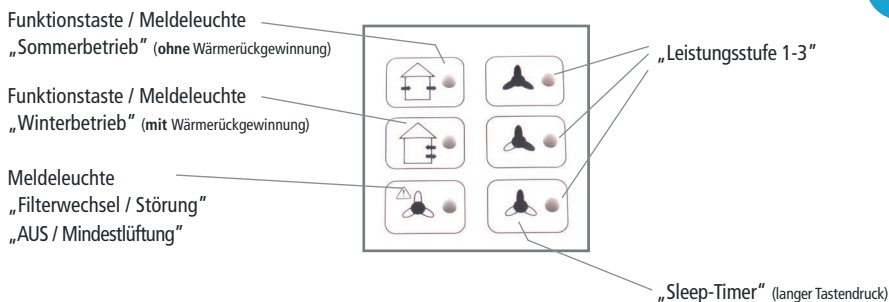 Funktionstaste / Meldeleuchte
„Sommerbetrieb” (ohne Wärmerückgewinnung)
Funktionstaste / Meldeleuchte
„Winterbetrieb” (mit Wärmerückgewinnung)
Meldeleuchte
„Filterwechsel / Störung”
„AUS / Mindestlüftung”
„Leistungsstufe 1-3”
„Sleep-Timer” (langer Tastendruck)